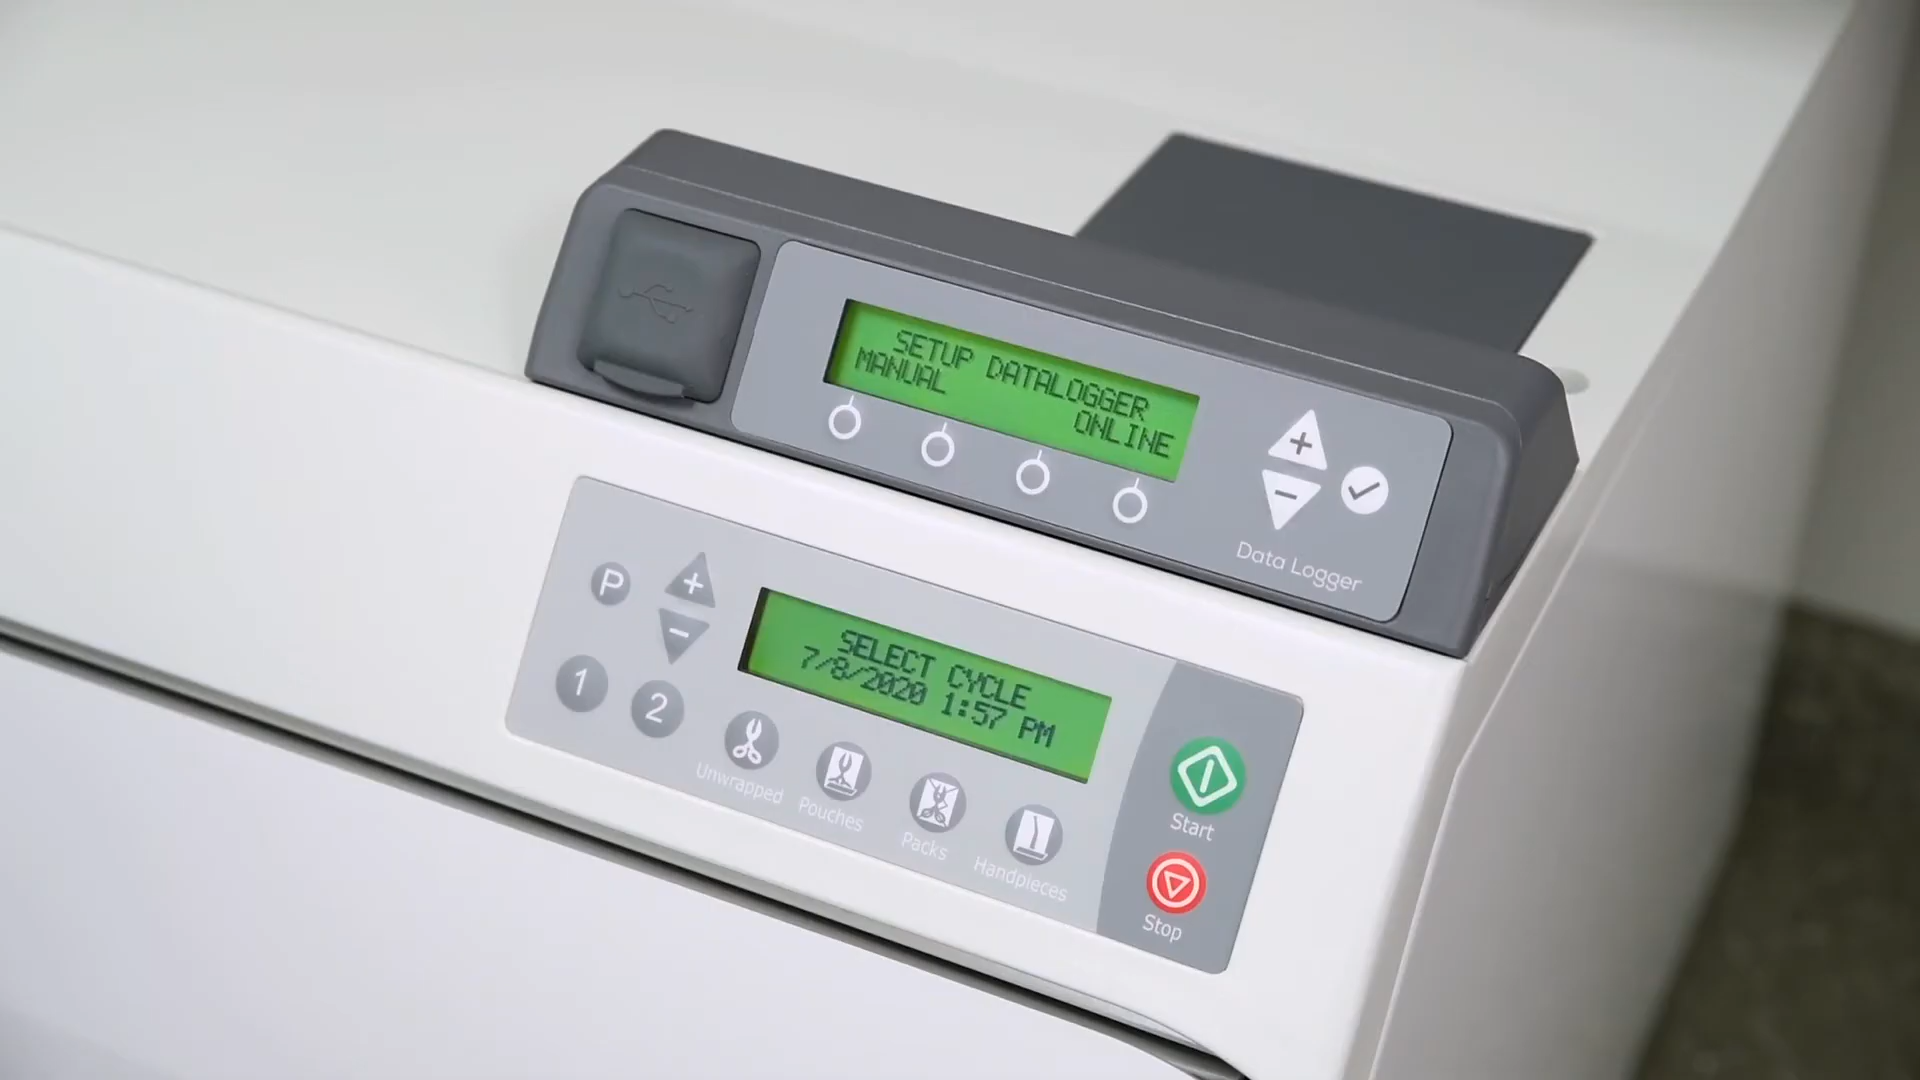 SETUP DATALOGGER
MANUAL ONLINE
Data Logger
P
+
-
1
2
SELECT CYCLE
7/8/2020 1:57 PM
Unwrapped
Pouches
Packs
Handpieces
Start
Stop